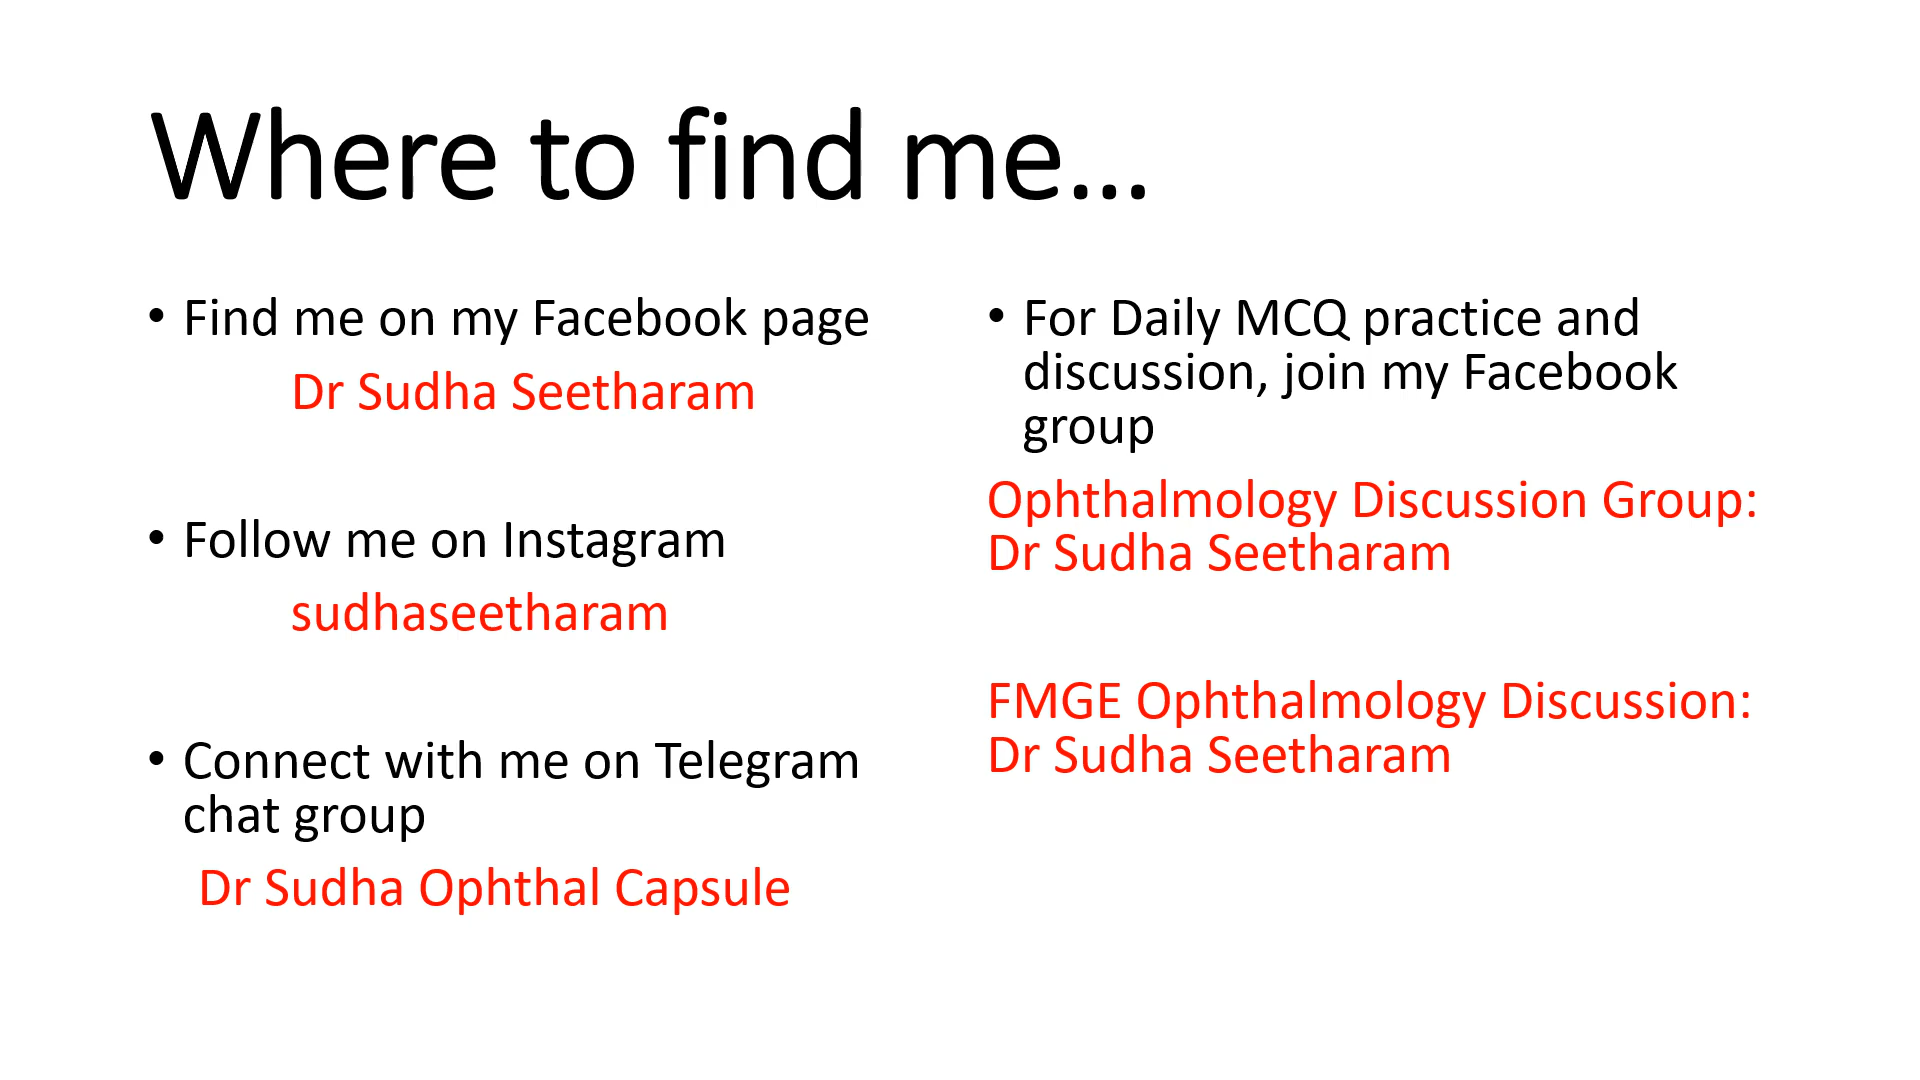 Where to find me...
• Find me on my Facebook page
Dr Sudha Seetharam
• Follow me on Instagram
sudhaseetharam
• Connect with me on Telegram
chat group
Dr Sudha Ophthal Capsule
• For Daily MCQ practice and
discussion, join my Facebook
group
Ophthalmology Discussion Group:
Dr Sudha Seetharam
FMGE Ophthalmology Discussion:
Dr Sudha Seetharam